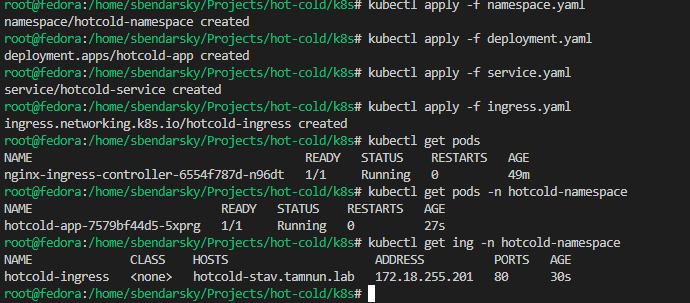 root@fedora:/home/sbendarsky/Projects/hot-cold/k8s# kubectl apply -f namespace.yaml
namespace/hotcold-namespace created
root@fedora:/home/sbendarsky/Projects/hot-cold/k8s# kubectl apply -f deployment.yaml
deployment.apps/hotcold-app created
root@fedora:/home/sbendarsky/Projects/hot-cold/k8s# kubectl apply -f service.yaml
service/hotcold-service created
root@fedora:/home/sbendarsky/Projects/hot-cold/k8s# kubectl apply -f ingress.yaml
ingress.networking.k8s.io/hotcold-ingress created
root@fedora:/home/sbendarsky/Projects/hot-cold/k8s# kubectl get pods
NAME READY STATUS RESTARTS AGE
nginx-ingress-controller-6554f787d-n96dt 1/1 Running 0 49m
root@fedora:/home/sbendarsky/Projects/hot-cold/k8s# kubectl get pods -n hotcold-namespace
NAME READY STATUS RESTARTS AGE
hotcold-app-7579bf44d5-5xprg 1/1 Running 0 27s
root@fedora:/home/sbendarsky/Projects/hot-cold/k8s# kubectl get ing -n hotcold-namespace
NAME CLASS HOSTS ADDRESS PORTS AGE
hotcold-ingress <none> hotcold-stav.tamnun.lab 172.18.255.201 80 30s
root@fedora:/home/sbendarsky/Projects/hot-cold/k8s#